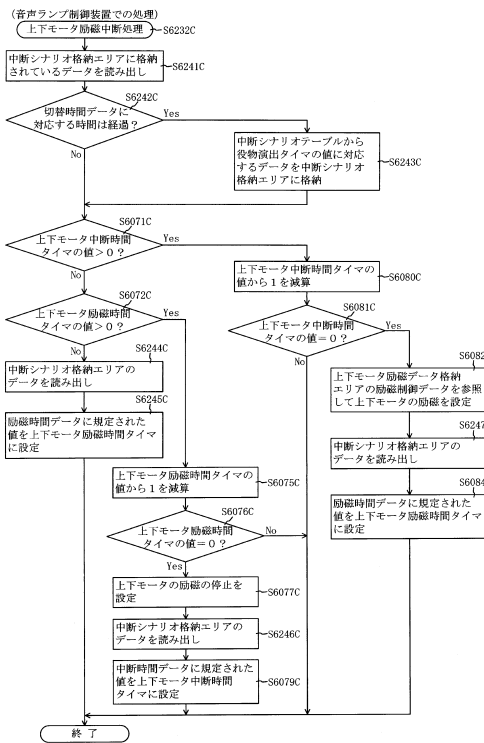 (音声ランプ制御装置での処理)
上下モータ励磁中断処理
S6232C
中断シナリオ格納エリアに格納
されているデータを読み出し
S6241C
切替時間データに
対応する時間は経過？
S6242C
Yes
No
中断シナリオテーブルから
役物演出タイマの値に対応
するデータを中断シナリオ
格納エリアに格納
S6243C
上下モータ中断時間
タイマの値＞０？
S6071C
Yes
No
上下モータ中断時間タイマの
値から１を減算
S6080C
上下モータ励磁時間
タイマの値＞０？
S6072C
Yes
No
上下モータ中断時間
タイマの値＝０？
S6081C
Yes
No
中断シナリオ格納エリアの
データを読み出し
S6244C
励磁時間データに規定された
値を上下モータ励磁時間タイマ
に設定
S6245C
上下モータ励磁データ格納
エリアの励磁制御データを参照
して上下モータの励磁を設定
S6082
中断シナリオ格納エリアの
データを読み出し
S6247
励磁時間データに規定された
値を上下モータ励磁時間タイマ
に設定
S6084
上下モータ励磁時間タイマの
値から１を減算
S6075C
上下モータ励磁時間
タイマの値＝０？
S6076C
No
Yes
上下モータの励磁の停止を
設定
S6077C
中断シナリオ格納エリアの
データを読み出し
S6246C
中断時間データに規定された
値を上下モータ中断時間
タイマに設定
S6079C
終了